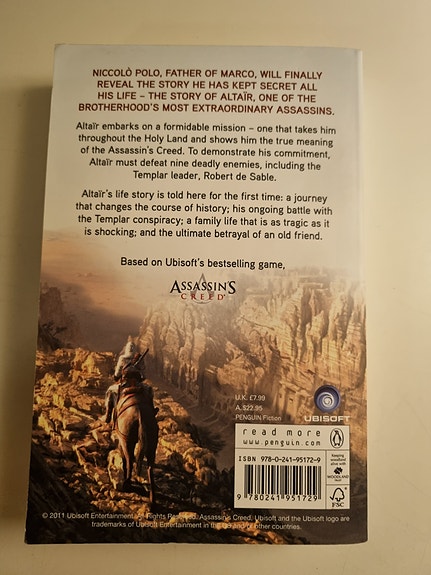 NICCOLÒ POLO, FATHER OF MARCO, WILL FINALLY
REVEAL THE STORY HE HAS KEPT SECRET ALL
HIS LIFE – THE STORY OF ALTAÏR, ONE OF THE
BROTHERHOOD'S MOST EXTRAORDINARY ASSASSINS.
Altaïr embarks on a formidable mission – one that takes him
throughout the Holy Land and shows him the true meaning
of the Assassin's Creed. To demonstrate his commitment,
Altaïr must defeat nine deadly enemies, including the
Templar leader, Robert de Sable.
Altaïr's life story is told here for the first time: a journey
that changes the course of history; his ongoing battle with
the Templar conspiracy; a family life that is as tragic as it
is shocking; and the ultimate betrayal of an old friend.
Based on Ubisoft's bestselling game,
ASSASSIN'S
CREED®
U.K. £7.99
A. $22.95
PENGUIN Fiction
UBISOFT
read more
www.penguin.com
ISBN 978-0-241-95172-9
9 780241 951729
Keeping
woodland
alive with
WOODLAND
TRUST
FSC
© 2011 Ubisoft Entertainment. All Rights Reserved. Assassin's Creed, Ubisoft and the Ubisoft logo are
trademarks of Ubisoft Entertainment in the US and/or other countries.